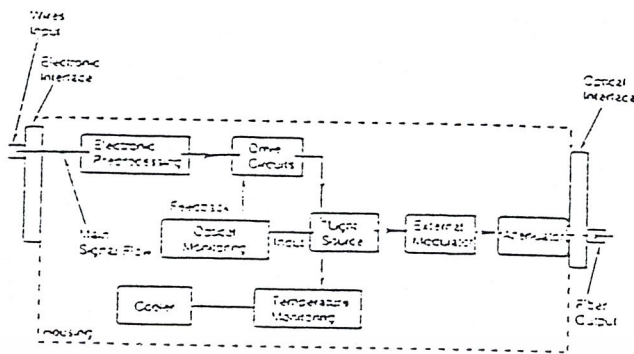 Wires
Input
Electronic
Interface
Optical
Interface
Electronic
Preprocessing
Drive
Circuits
Feedback
Main
Signal Flow
Optical
Monitoring
Input
Light
Source
External
Modulator
Attenuator
Cooler
Temperature
Monitoring
Fiber
Output
Housing